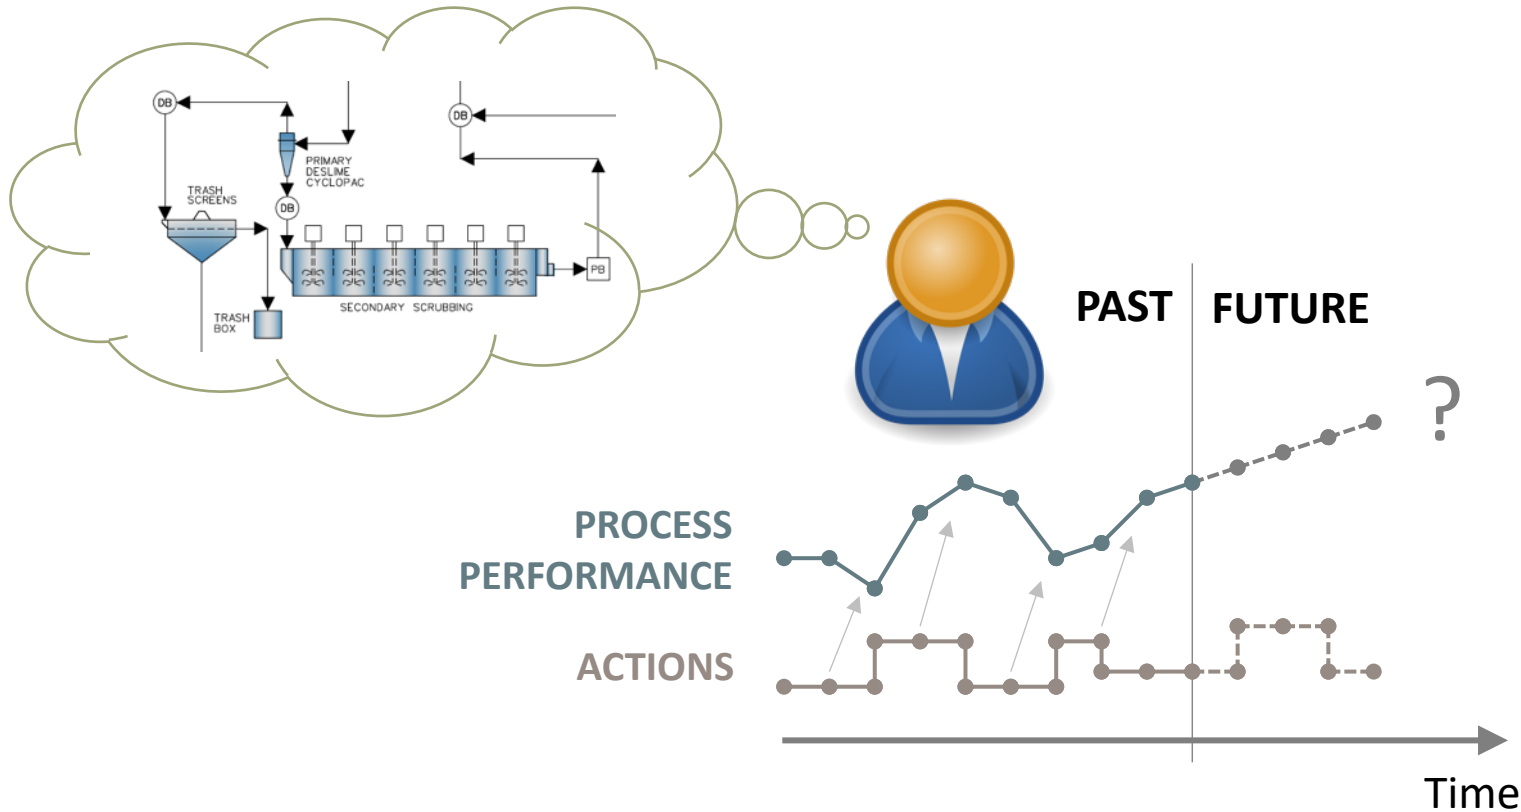 DB
DB
PRIMARY
DESLIME
CYCLOPAC
TRASH
SCREENS
DB
PB
SECONDARY SCRUBBING
TRASH
BOX
PAST
FUTURE
?
PROCESS
PERFORMANCE
ACTIONS
Time